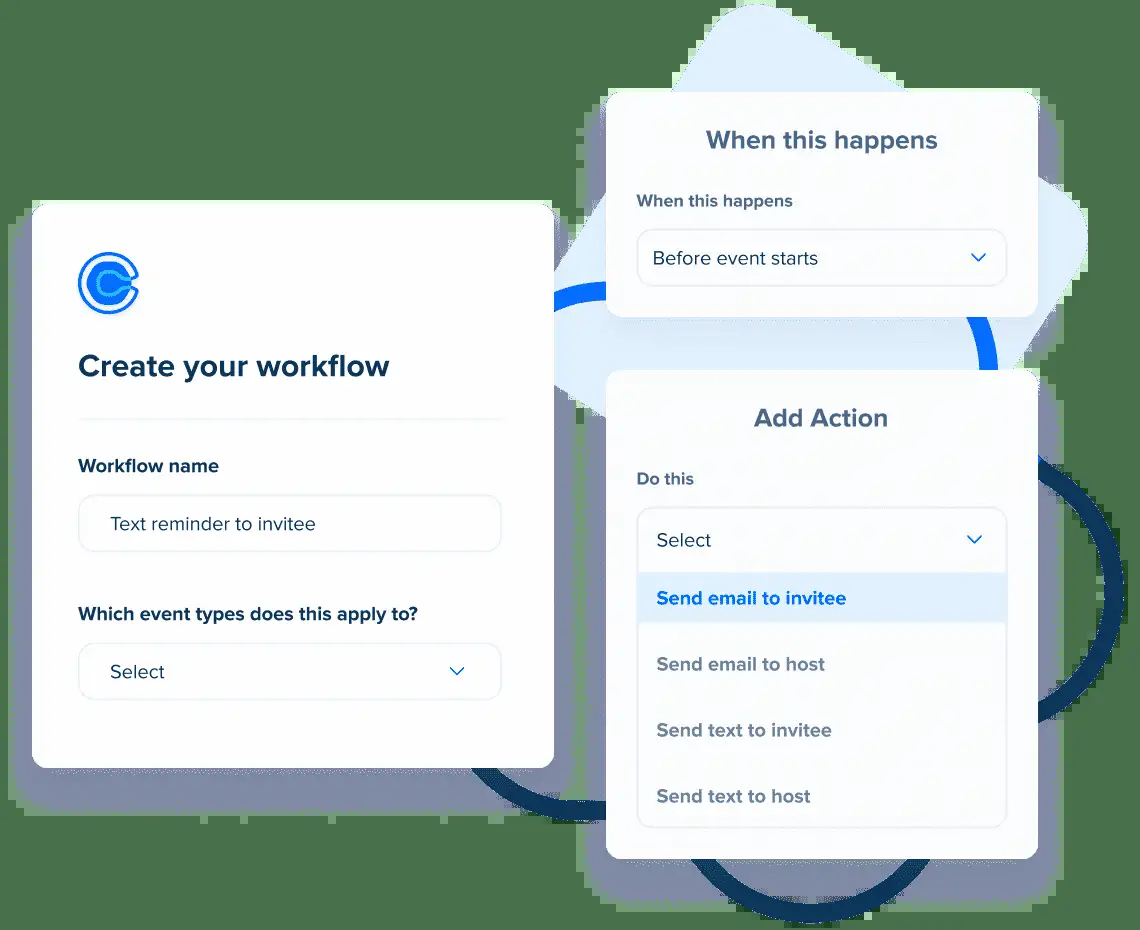 Create your workflow
Workflow name
Text reminder to invitee
Which event types does this apply to?
Select
When this happens
When this happens
Before event starts
Add Action
Do this
Select
Send email to invitee
Send email to host
Send text to invitee
Send text to host